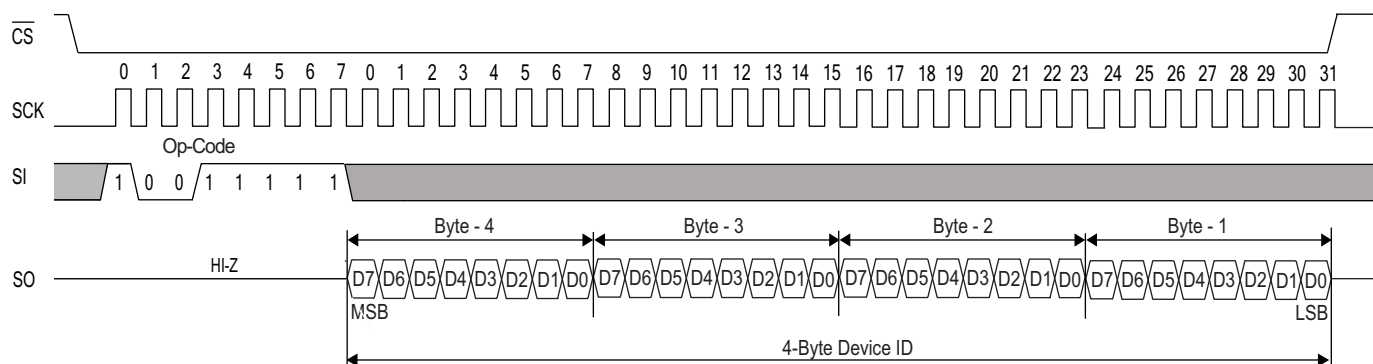 CS
0 1 2 3 4 5 6 7 0 1 2 3 4 5 6 7 8 9 10 11 12 13 14 15 16 17 18 19 20 21 22 23 24 25 26 27 28 29 30 31
SCK
Op-Code
SI 1 0 0 1 1 1 1 1
Byte - 4 Byte - 3 Byte - 2 Byte - 1
HI-Z
SO D7 D6 D5 D4 D3 D2 D1 D0 D7 D6 D5 D4 D3 D2 D1 D0 D7 D6 D5 D4 D3 D2 D1 D0 D7 D6 D5 D4 D3 D2 D1 D0
MSB LSB
4-Byte Device ID